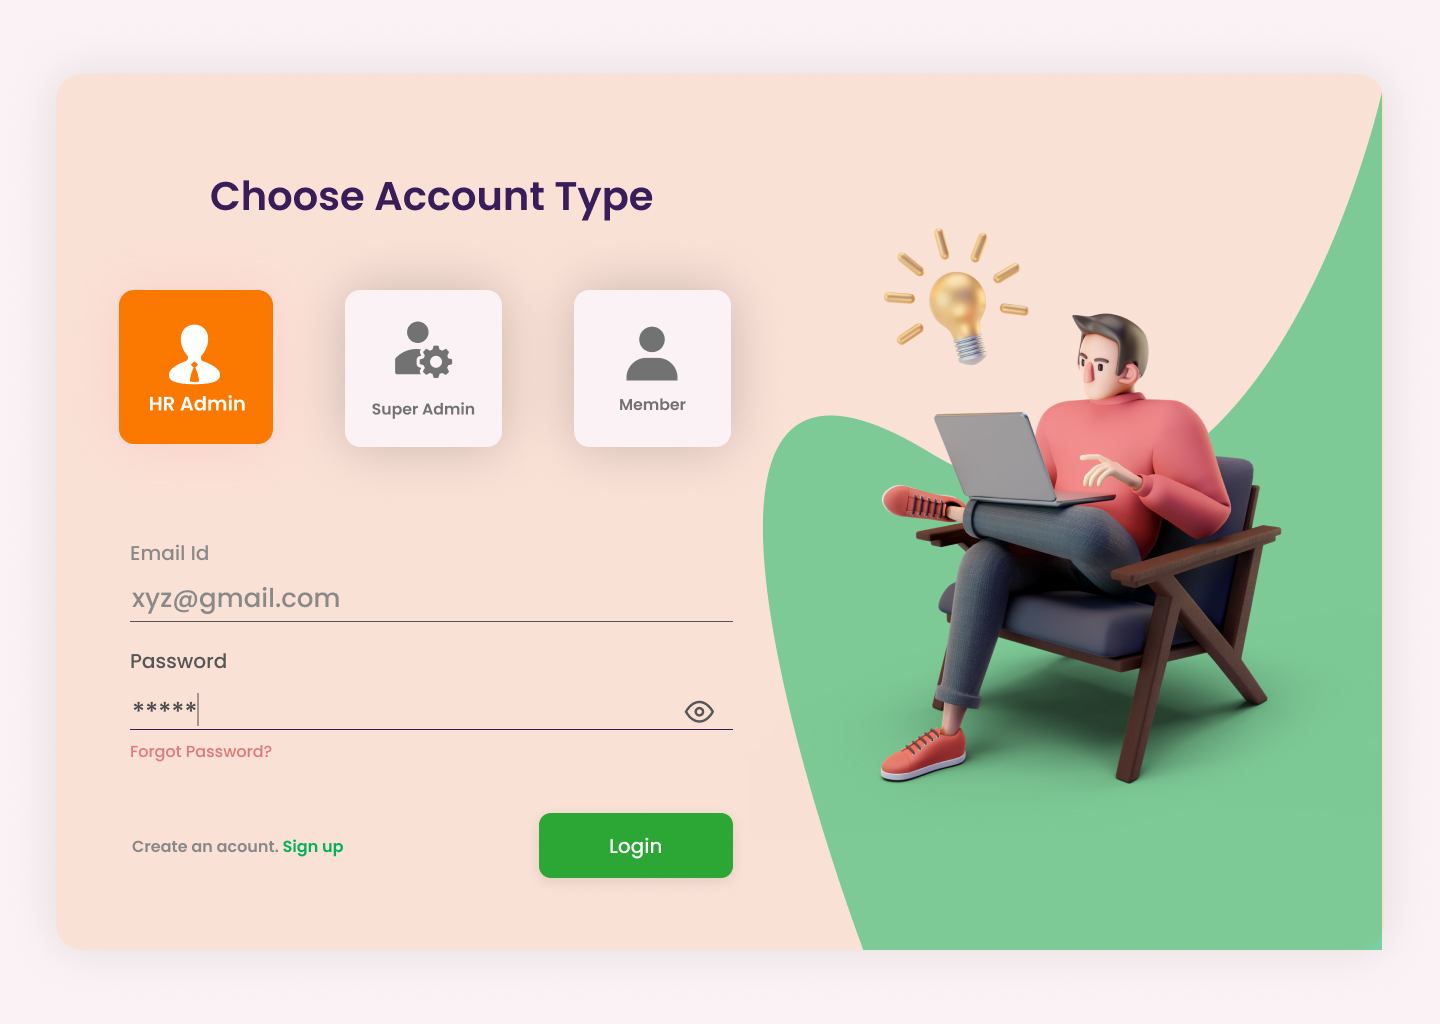 Choose Account Type
HR Admin
Super Admin
Member
Email Id
xyz@gmail.com
Password
*****
Forgot Password?
Create an acount. Sign up
Login